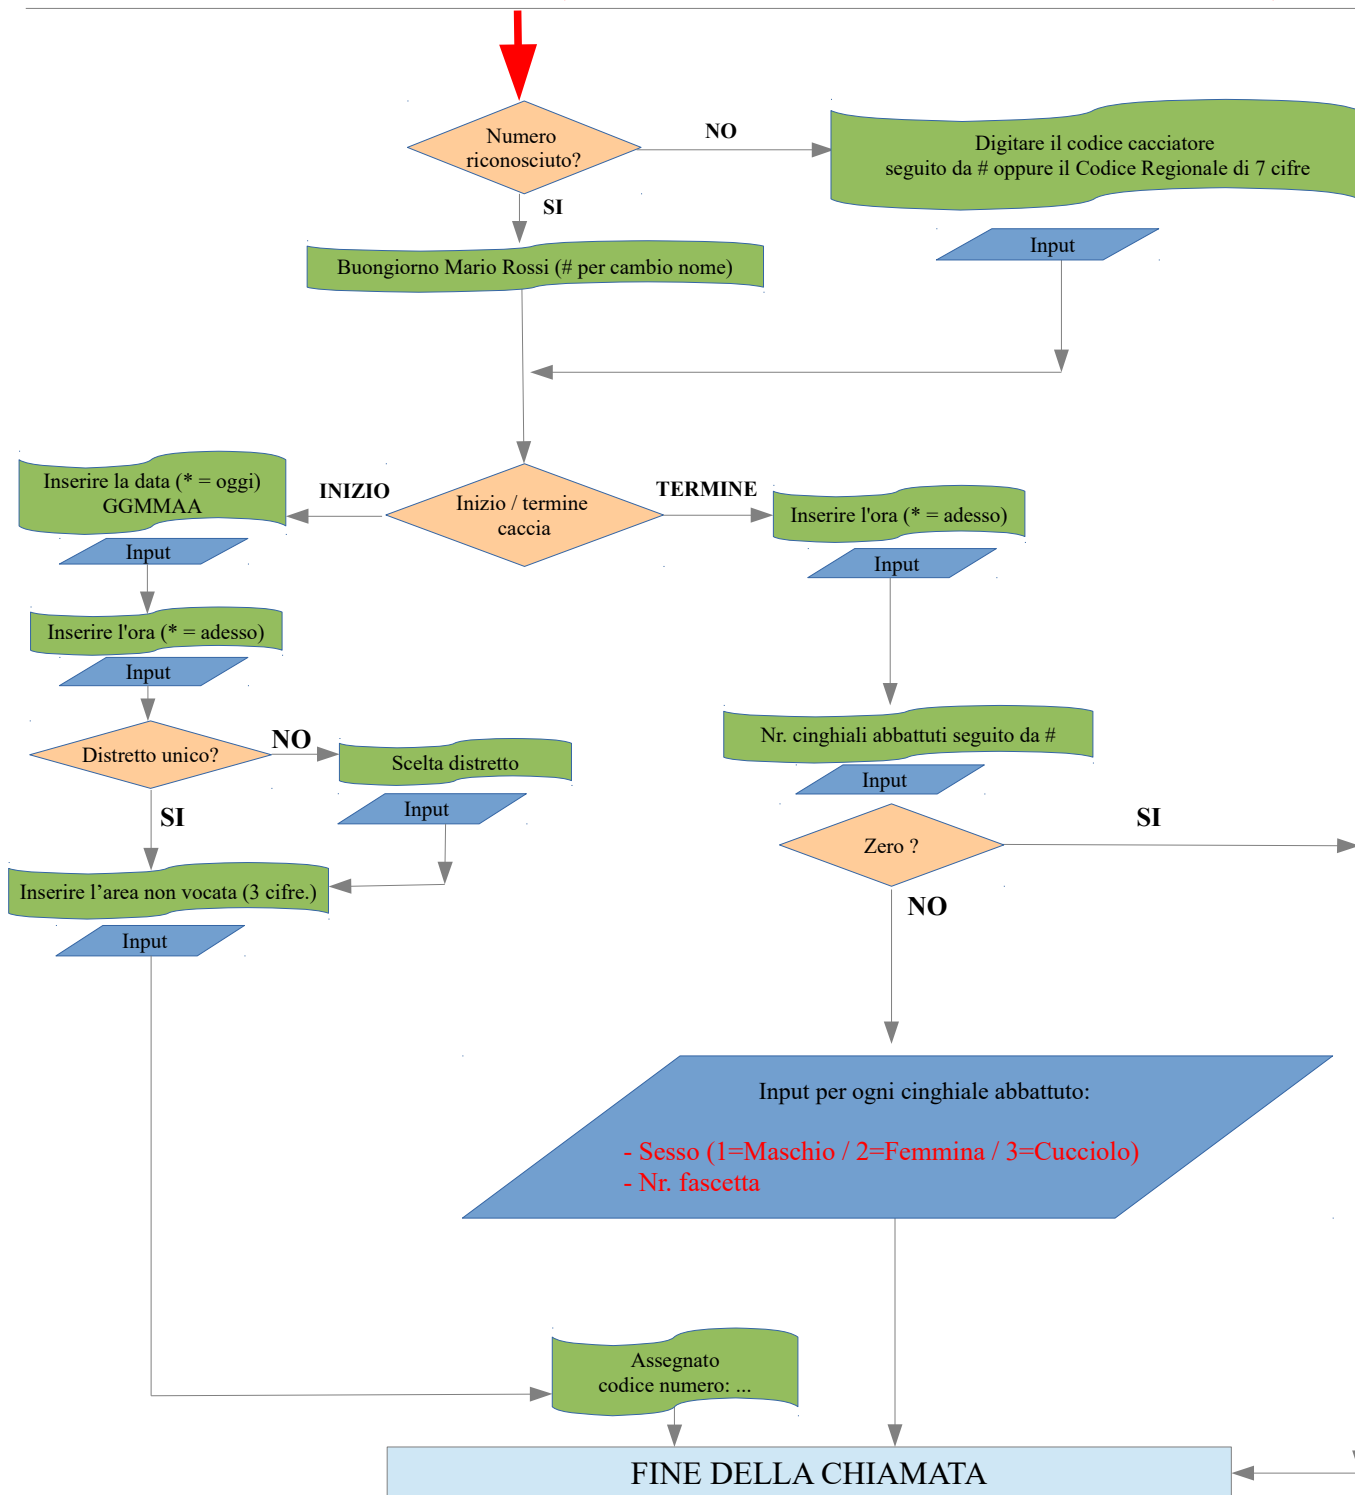 Numero
riconosciuto?
NO
Digitare il codice cacciatore
seguito da # oppure il Codice Regionale di 7 cifre
Input
SI
Buongiorno Mario Rossi (# per cambio nome)
Inserire la data (* = oggi)
GGMMAA
INIZIO
Inizio / termine
caccia
TERMINE
Inserire l'ora (* = adesso)
Input
Input
Inserire l'ora (* = adesso)
Input
Distretto unico?
NO
Scelta distretto
Input
SI
Inserire l’area non vocata (3 cifre.)
Input
Nr. cinghiali abbattuti seguito da #
Input
Zero ?
SI
NO
Input per ogni cinghiale abbattuto:
- Sesso (1=Maschio / 2=Femmina / 3=Cucciolo)
- Nr. fascetta
Assegnato
codice numero: ...
FINE DELLA CHIAMATA